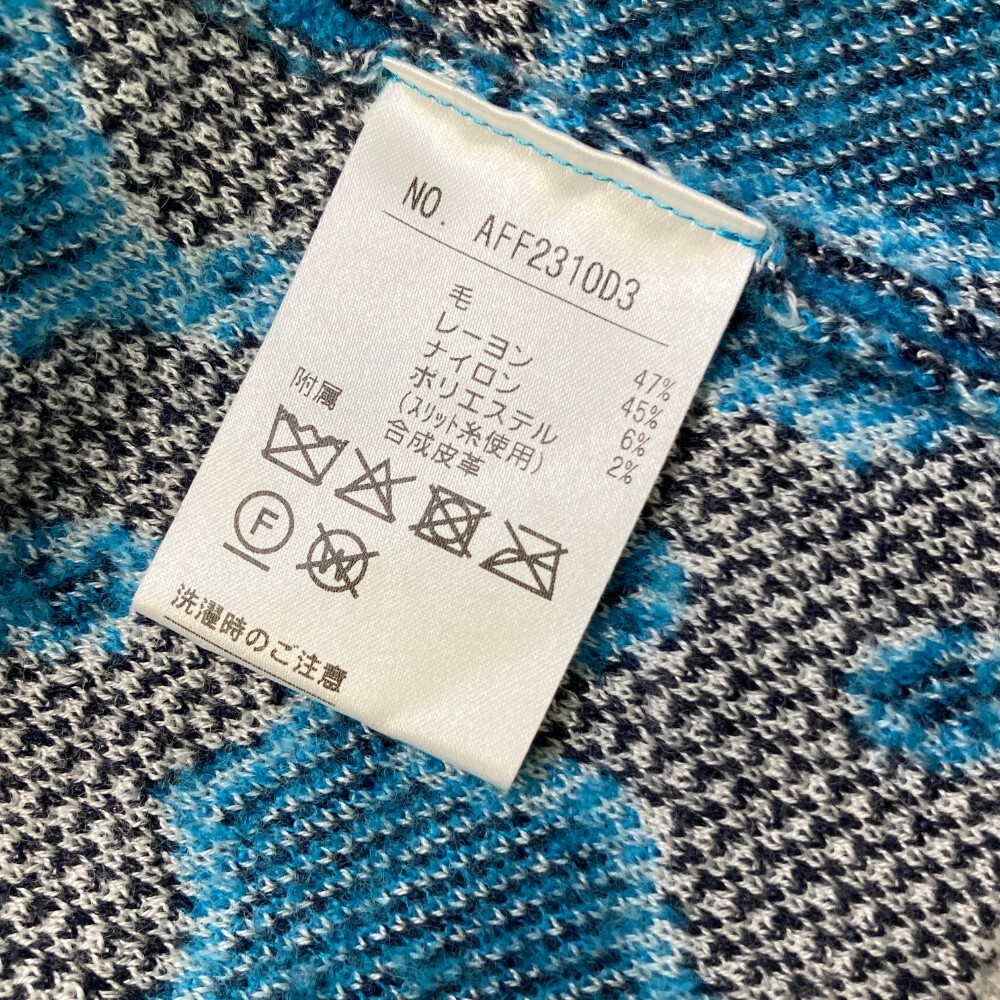 NO. AFF2310D3
毛 47%
レーヨン 45%
ナイロン 6%
ポリエステル 2%
(スリット糸使用)
附属 合成皮革
F
W
洗濯時のご注意